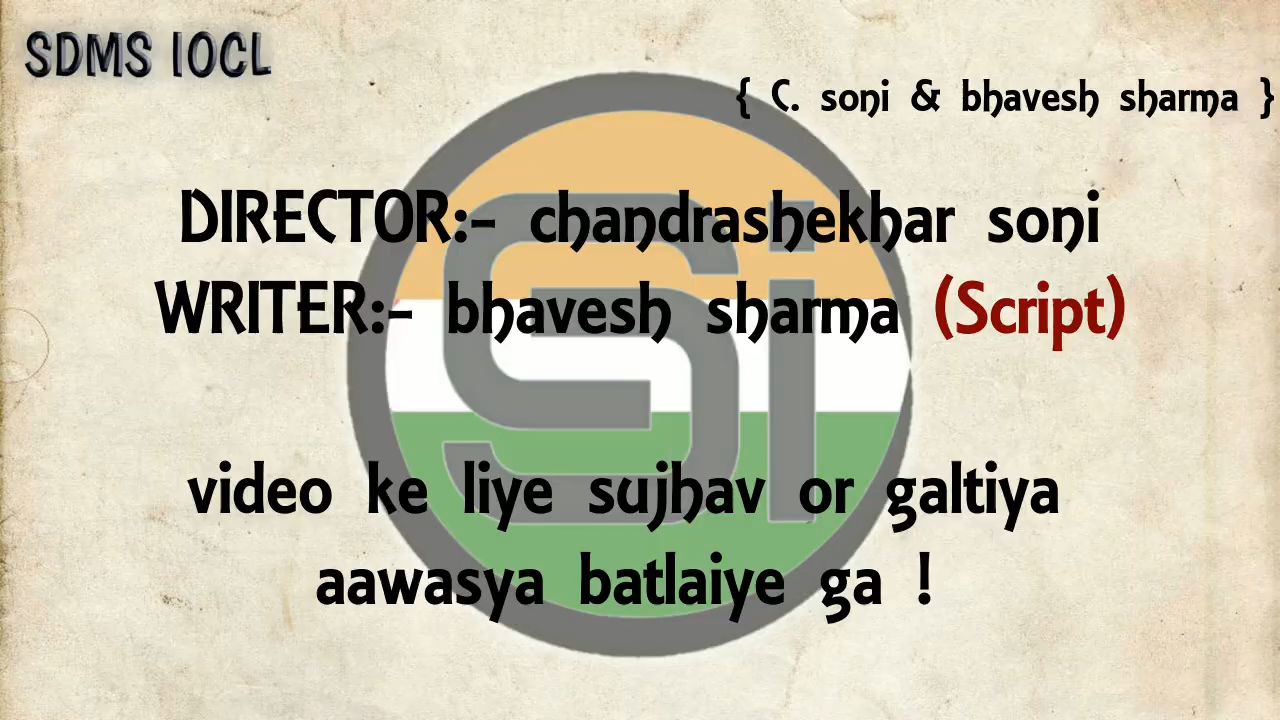 SDMS IOCL
{ C. soni & bhavesh sharma }
DIRECTOR:- chandrashekhar soni
WRITER:- bhavesh sharma (Script)
Si
video ke liye sujhav or galtiya
aawasya batlaiye ga !